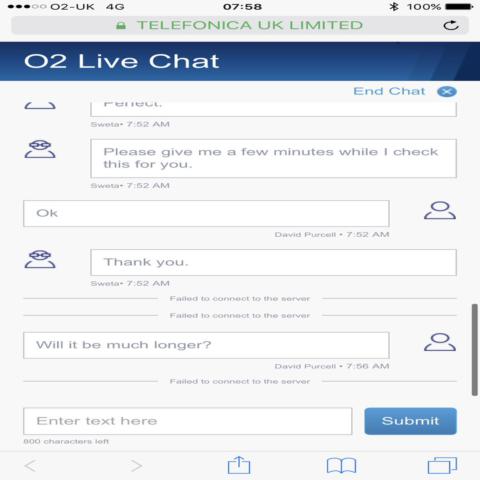 O2-UK 4G 07:58 100%
TELEFONICA UK LIMITED
O2 Live Chat
End Chat
Perfect.
Sweta• 7:52 AM
Please give me a few minutes while I check
this for you.
Sweta• 7:52 AM
Ok
David Purcell • 7:52 AM
Thank you.
Sweta• 7:52 AM
Failed to connect to the server
Failed to connect to the server
Will it be much longer?
David Purcell • 7:56 AM
Failed to connect to the server
Enter text here
Submit
800 characters left